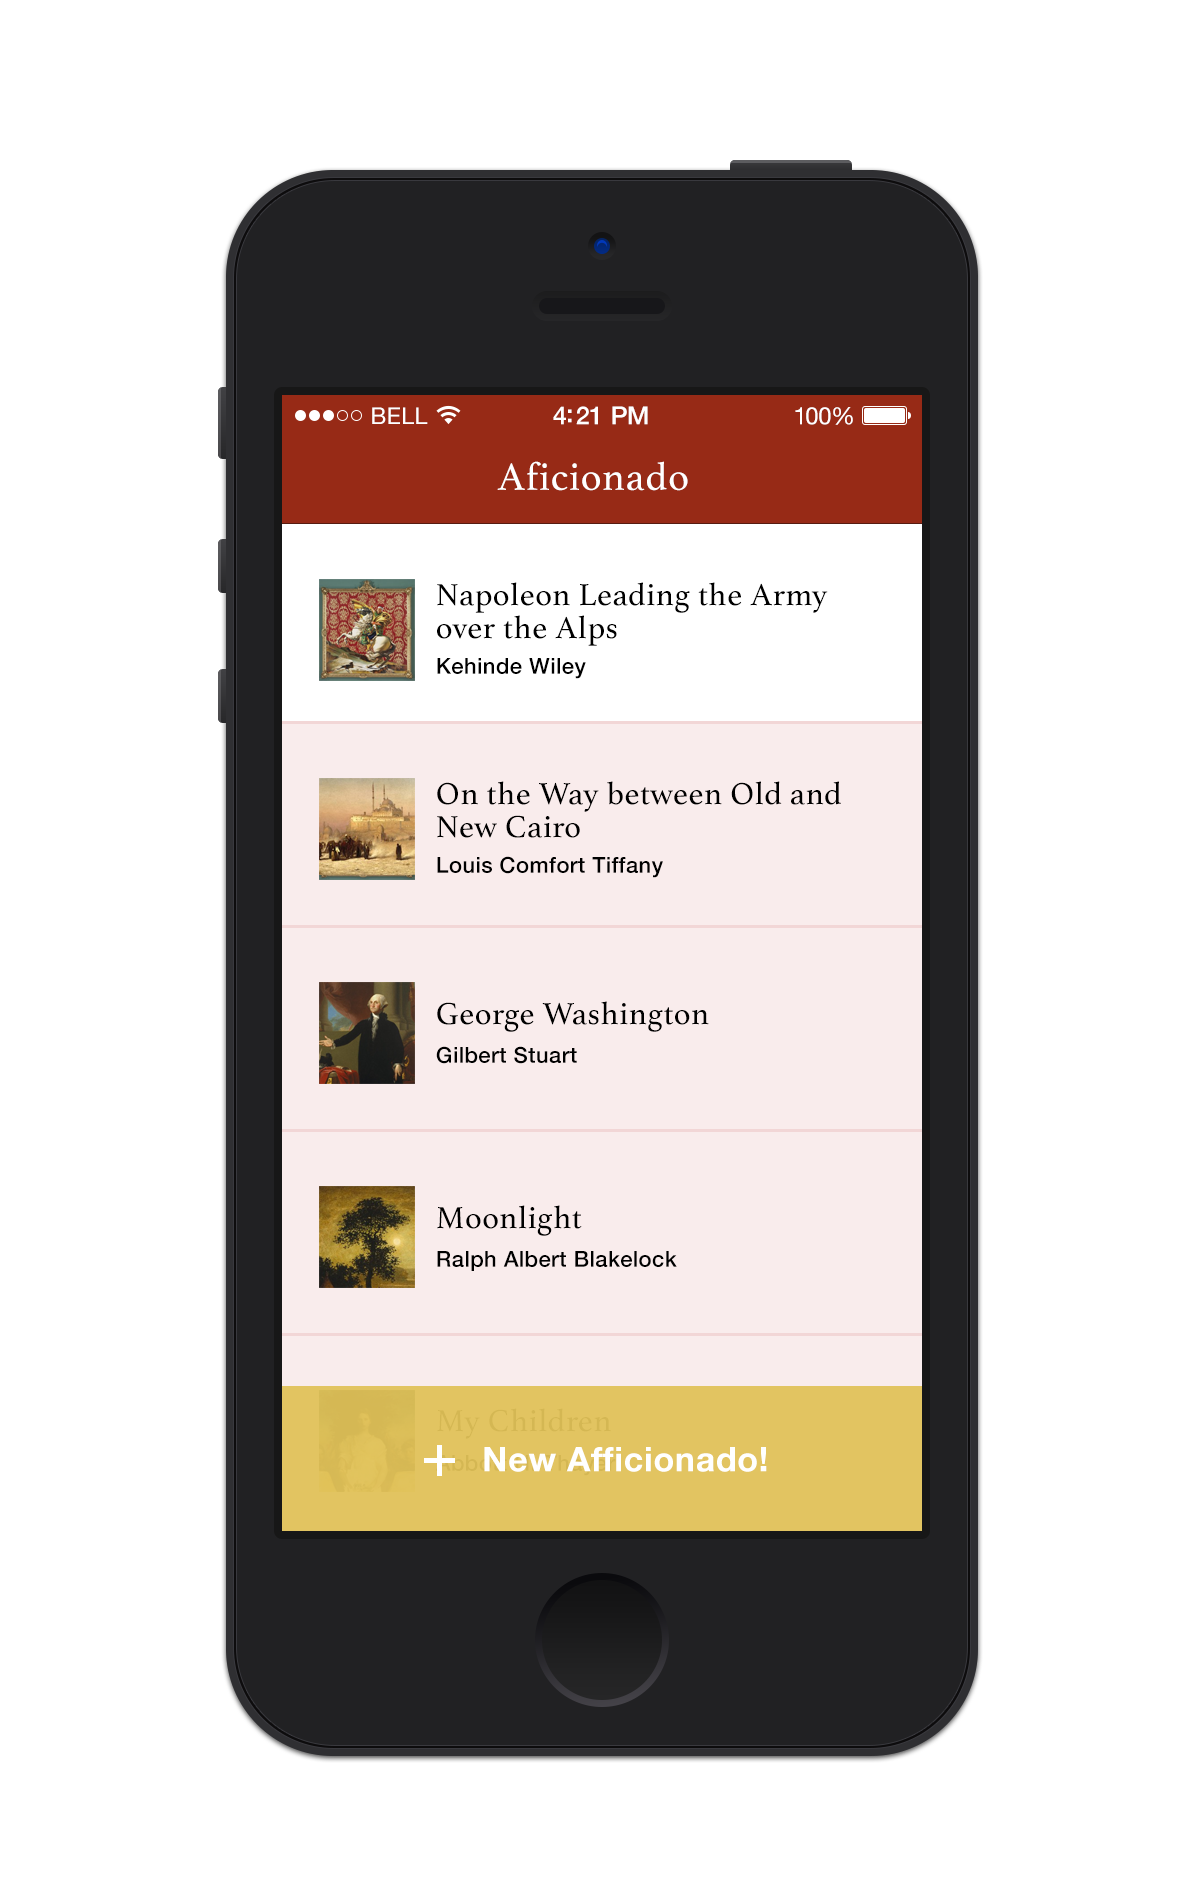 BELL 4:21 PM 100%
Aficionado
Napoleon Leading the Army
over the Alps
Kehinde Wiley
On the Way between Old and
New Cairo
Louis Comfort Tiffany
George Washington
Gilbert Stuart
Moonlight
Ralph Albert Blakelock
My Children
+ New Afficionado!